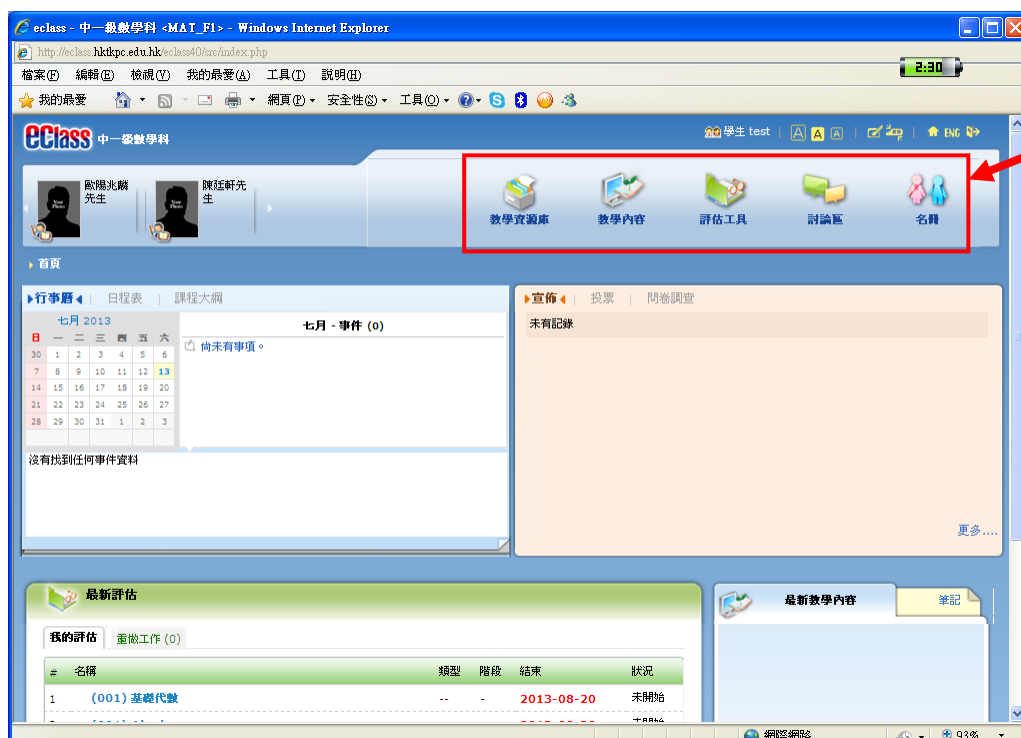 eclass - 中一級數學科 <MAT_F1> - Windows Internet Explorer
http://eclass.hktkpc.edu.hk/eclass40/src/index.php
檔案(F) 編輯(E) 檢視(V) 我的最愛(A) 工具(T) 說明(H)
2:30
我的最愛 網頁(P) 安全性(S) 工具(O)
eClass 中一級數學科
學生 test | A A A | ENG
歐陽兆麟先生
陳廷軒先生
Your Photo
Your Photo
教學資源庫 教學內容 評估工具 討論區 名冊
首頁
行事曆 | 日程表 | 課程大綱
宣佈 | 投票 | 問卷調查
七月 2013
七月 - 事件 (0)
未有記錄
日 一 二 三 四 五 六
尚未有事項。
30 1 2 3 4 5 6
7 8 9 10 11 12 13
14 15 16 17 18 19 20
21 22 23 24 25 26 27
28 29 30 31 1 2 3
沒有找到任何事件資料
更多....
最新評估
最新教學內容
筆記
我的評估 重做工作 (0)
# 名稱 類型 階段 結束 狀況
1 (001) 基礎代數 -- - 2013-08-20 未開始
網際網路 93%